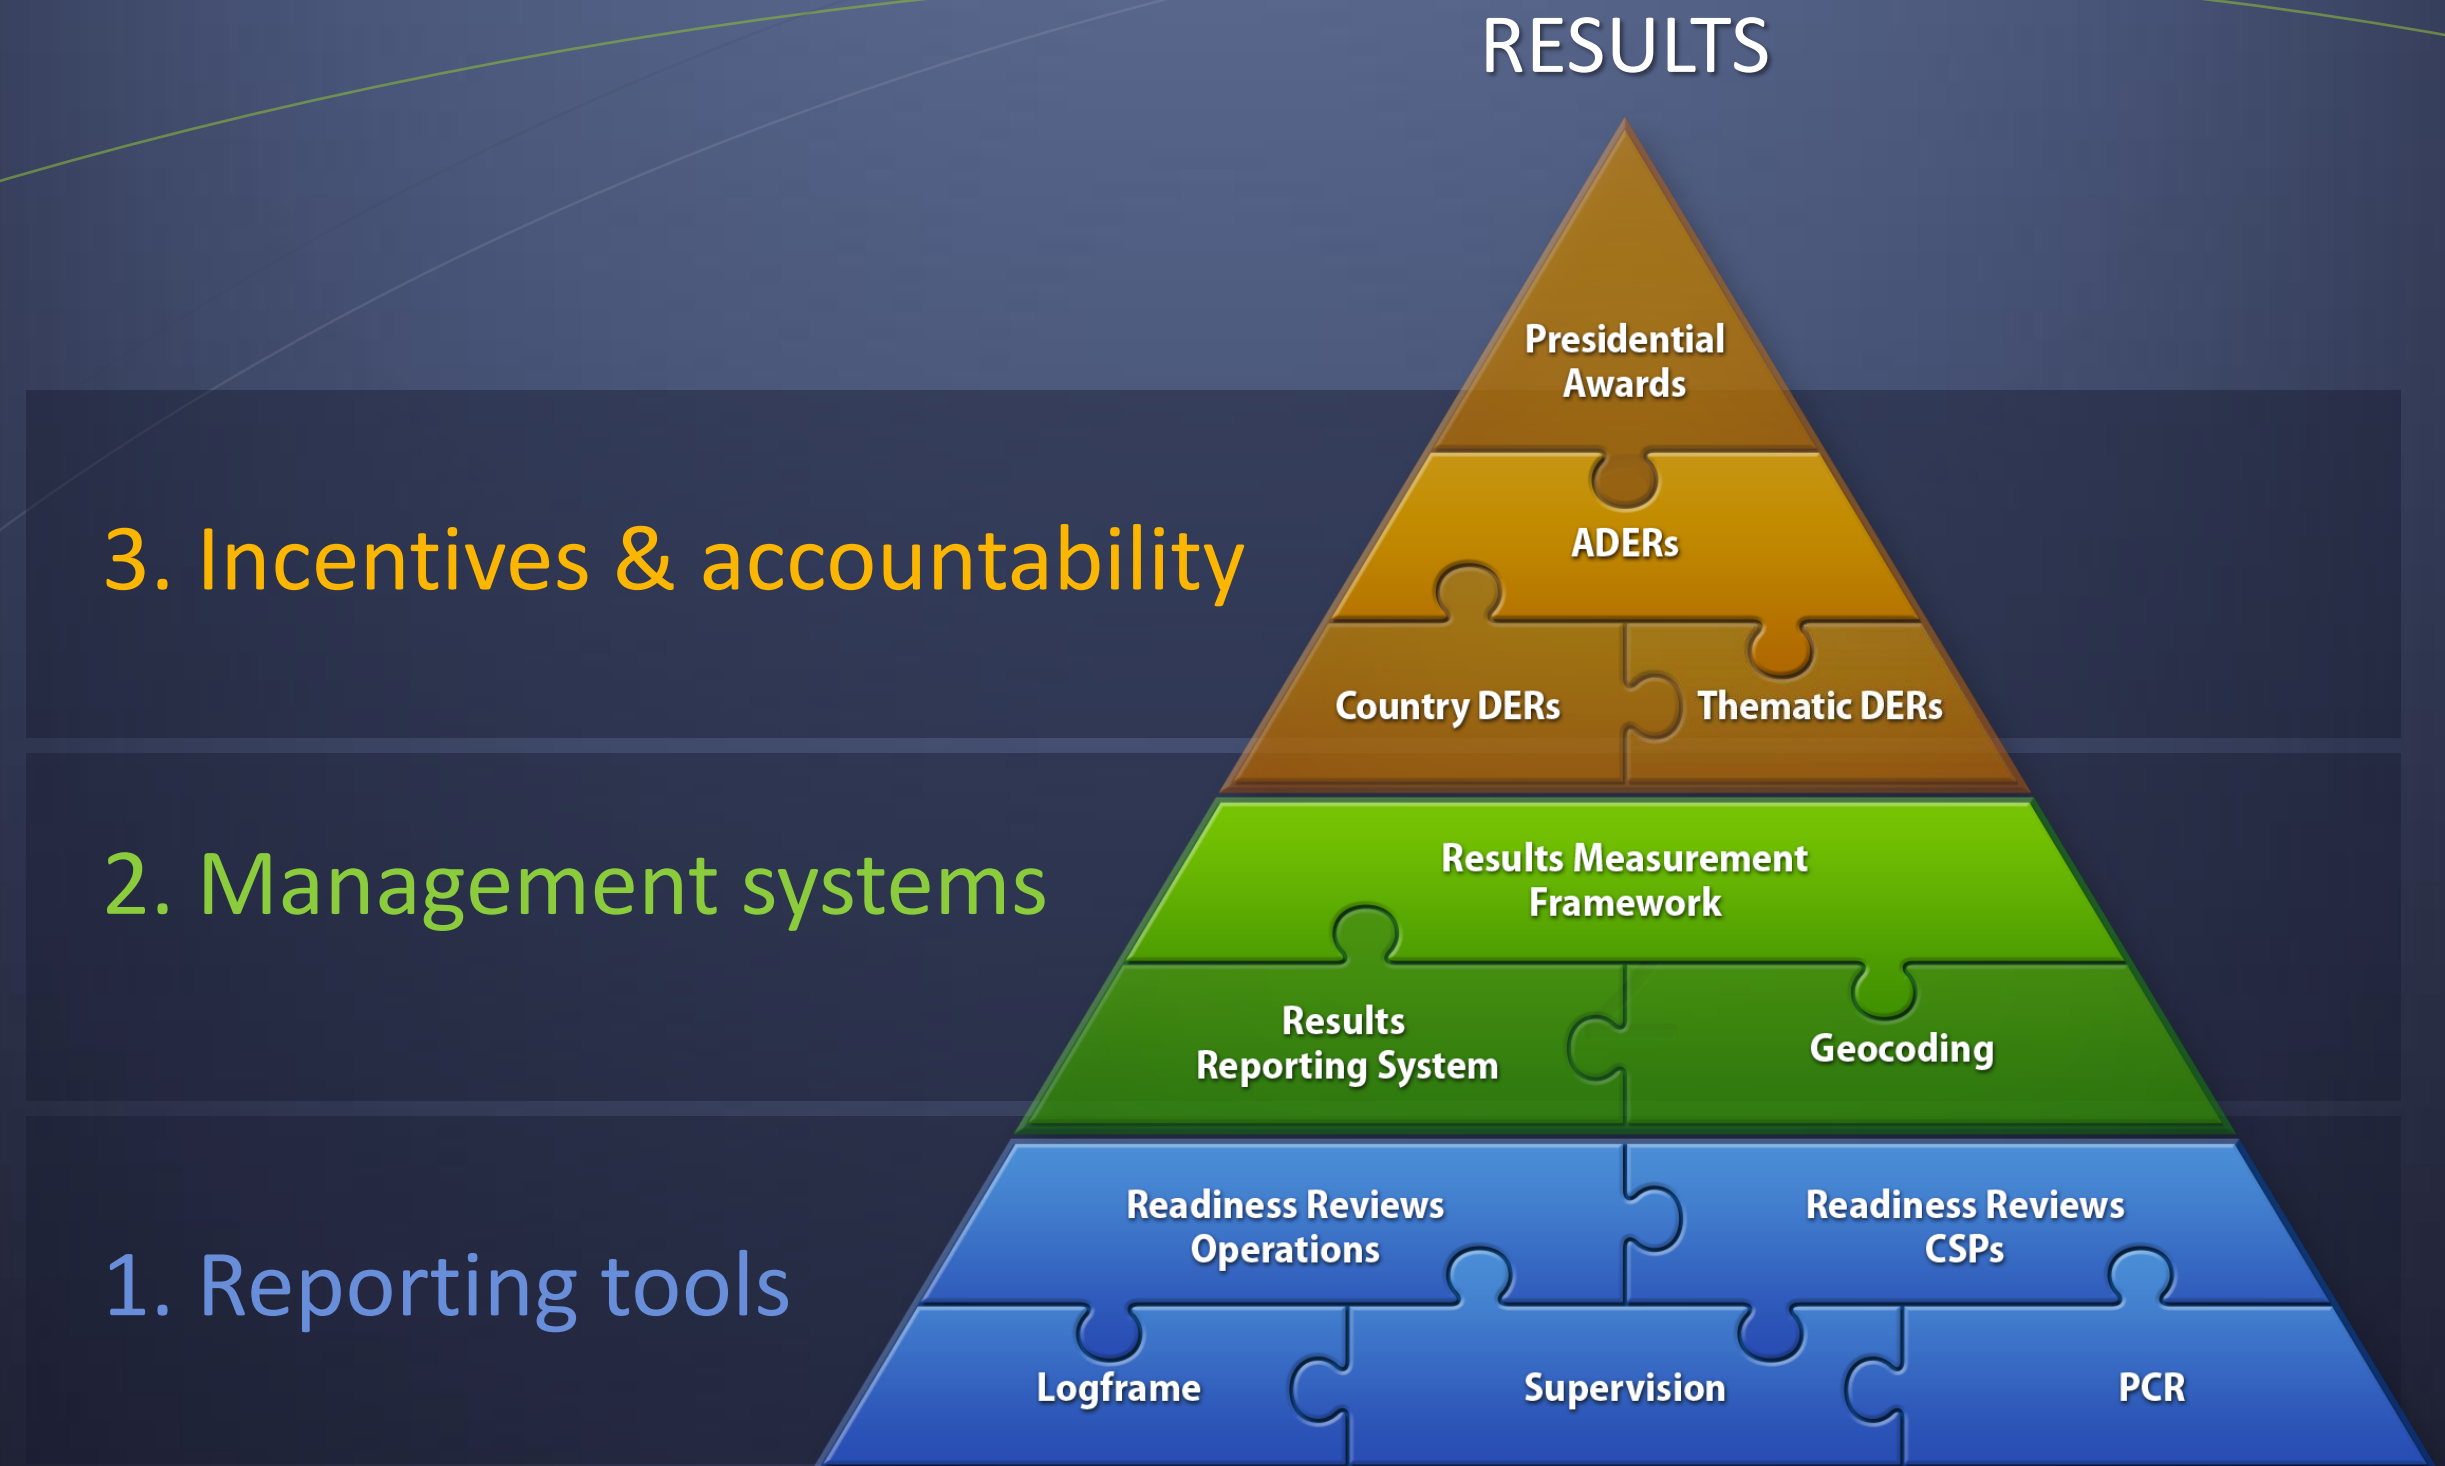 RESULTS
Presidential
Awards
3. Incentives & accountability
ADERs
Country DERs
Thematic DERs
2. Management systems
Results Measurement
Framework
Results
Reporting System
Geocoding
1. Reporting tools
Readiness Reviews
Operations
Readiness Reviews
CSPs
Logframe
Supervision
PCR